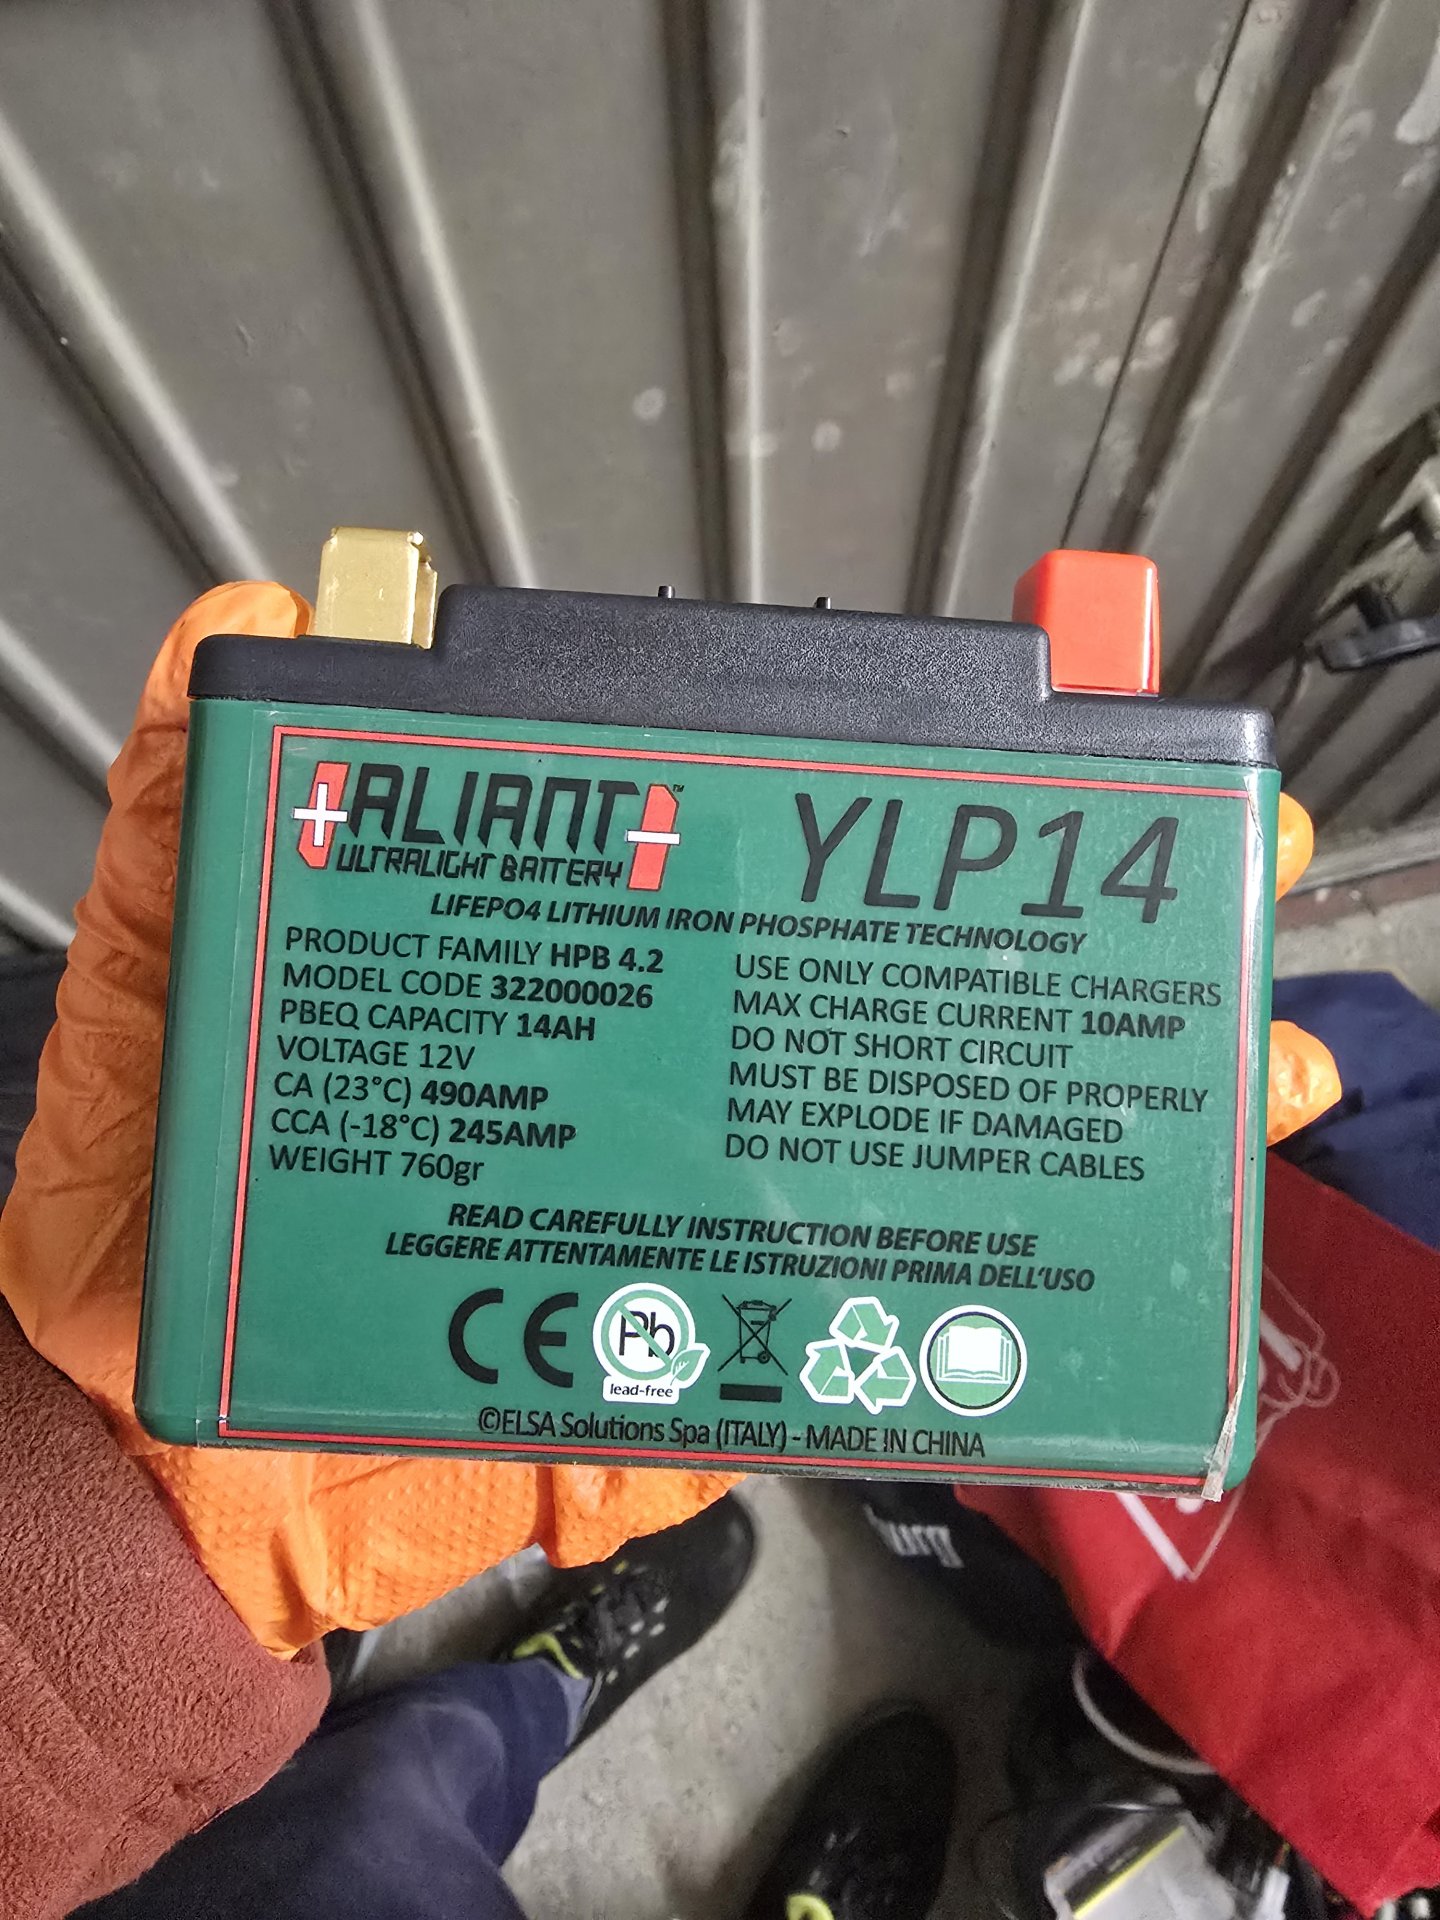 + ALIANT - ™
ULTRALIGHT BATTERY
YLP14
LIFEPO4 LITHIUM IRON PHOSPHATE TECHNOLOGY
PRODUCT FAMILY HPB 4.2
MODEL CODE 322000026
PBEQ CAPACITY 14AH
VOLTAGE 12V
CA (23°C) 490AMP
CCA (-18°C) 245AMP
WEIGHT 760gr
USE ONLY COMPATIBLE CHARGERS
MAX CHARGE CURRENT 10AMP
DO NOT SHORT CIRCUIT
MUST BE DISPOSED OF PROPERLY
MAY EXPLODE IF DAMAGED
DO NOT USE JUMPER CABLES
READ CAREFULLY INSTRUCTION BEFORE USE
LEGGERE ATTENTAMENTE LE ISTRUZIONI PRIMA DELL'USO
CE
Pb
lead-free
©ELSA Solutions Spa (ITALY) - MADE IN CHINA